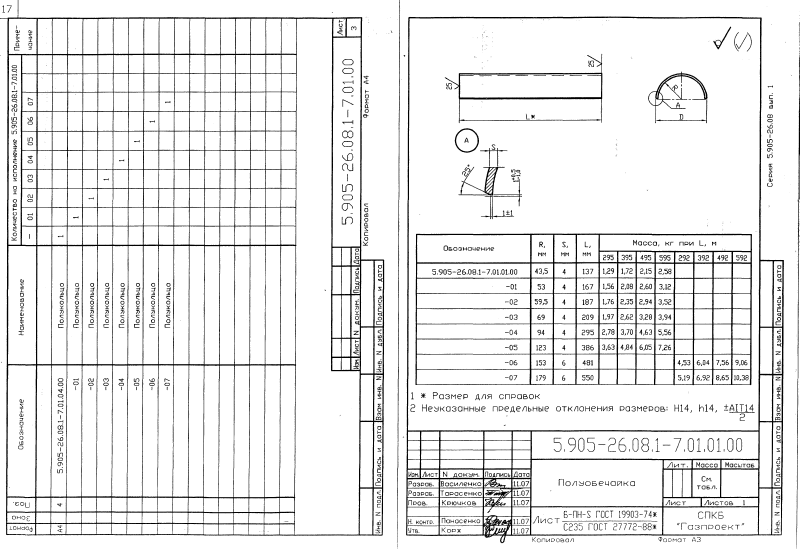 17
Формат
Зона
Поз.
Обозначение
Наименование
Количество на исполнение 5.905-26.08.1-7.01.00
Приме-
чание
- 01 02 03 04 05 06 07
А4 4 5.905-26.08.1-7.01.04.00 Полукольцо 1
-01 Полукольцо 1
-02 Полукольцо 1
-03 Полукольцо 1
-04 Полукольцо 1
-05 Полукольцо 1
-06 Полукольцо 1
-07 Полукольцо 1
Изм. Лист N докум. Подпись Дата
5.905-26.08.1-7.01.00
Лист
3
Копировал Формат А4
Инв. N подл. Подпись и дата Взам инв. N Инв. N дубл. Подпись и дата
Серия 5.905-26.08 вып. 1
L*
R
А
D
А
S
25°
1±0,5
1±1
Обозначение R, мм S, мм L, мм Масса, кг при L, м
295 395 495 595 292 392 492 592
5.905-26.08.1-7.01.01.00 43,5 4 137 1,29 1,72 2,15 2,58
-01 53 4 167 1,56 2,08 2,60 3,12
-02 59,5 4 187 1,76 2,35 2,94 3,52
-03 69 4 209 1,97 2,62 3,28 3,94
-04 94 4 295 2,78 3,70 4,63 5,56
-05 123 4 386 3,63 4,84 6,05 7,26
-06 153 6 481 4,53 6,04 7,56 9,06
-07 179 6 550 5,19 6,92 8,65 10,38
1 * Размер для справок
2 Неуказанные предельные отклонения размеров: H14, h14, ±AIT14
2
5.905-26.08.1-7.01.01.00
Изм. Лист N докум. Подпись Дата
Разраб. Василенко 11.07
Разраб. Тарасенко 11.07
Пров. Крючков 11.07
Н. контр. Панасенко 11.07
Утв. Корж 11.07
Полуобечайка
Лит. Масса Масштаб
См.
табл.
Лист Листов 1
Лист Б-ПН-S ГОСТ 19903-74*
С235 ГОСТ 27772-88*
СПКБ
"Газпроект"
Копировал Формат А3
Инв. N подл. Подпись и дата Взам инв. N Инв. N дубл. Подпись и дата